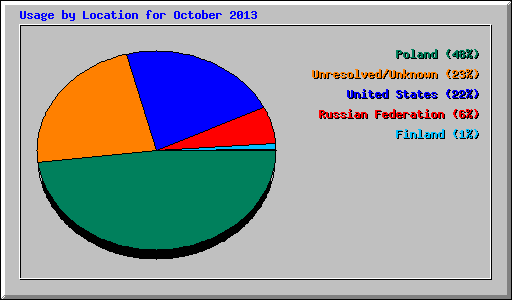 Usage by Location for October 2013
Poland (48%)
Unresolved/Unknown (23%)
United States (22%)
Russian Federation (6%)
Finland (1%)